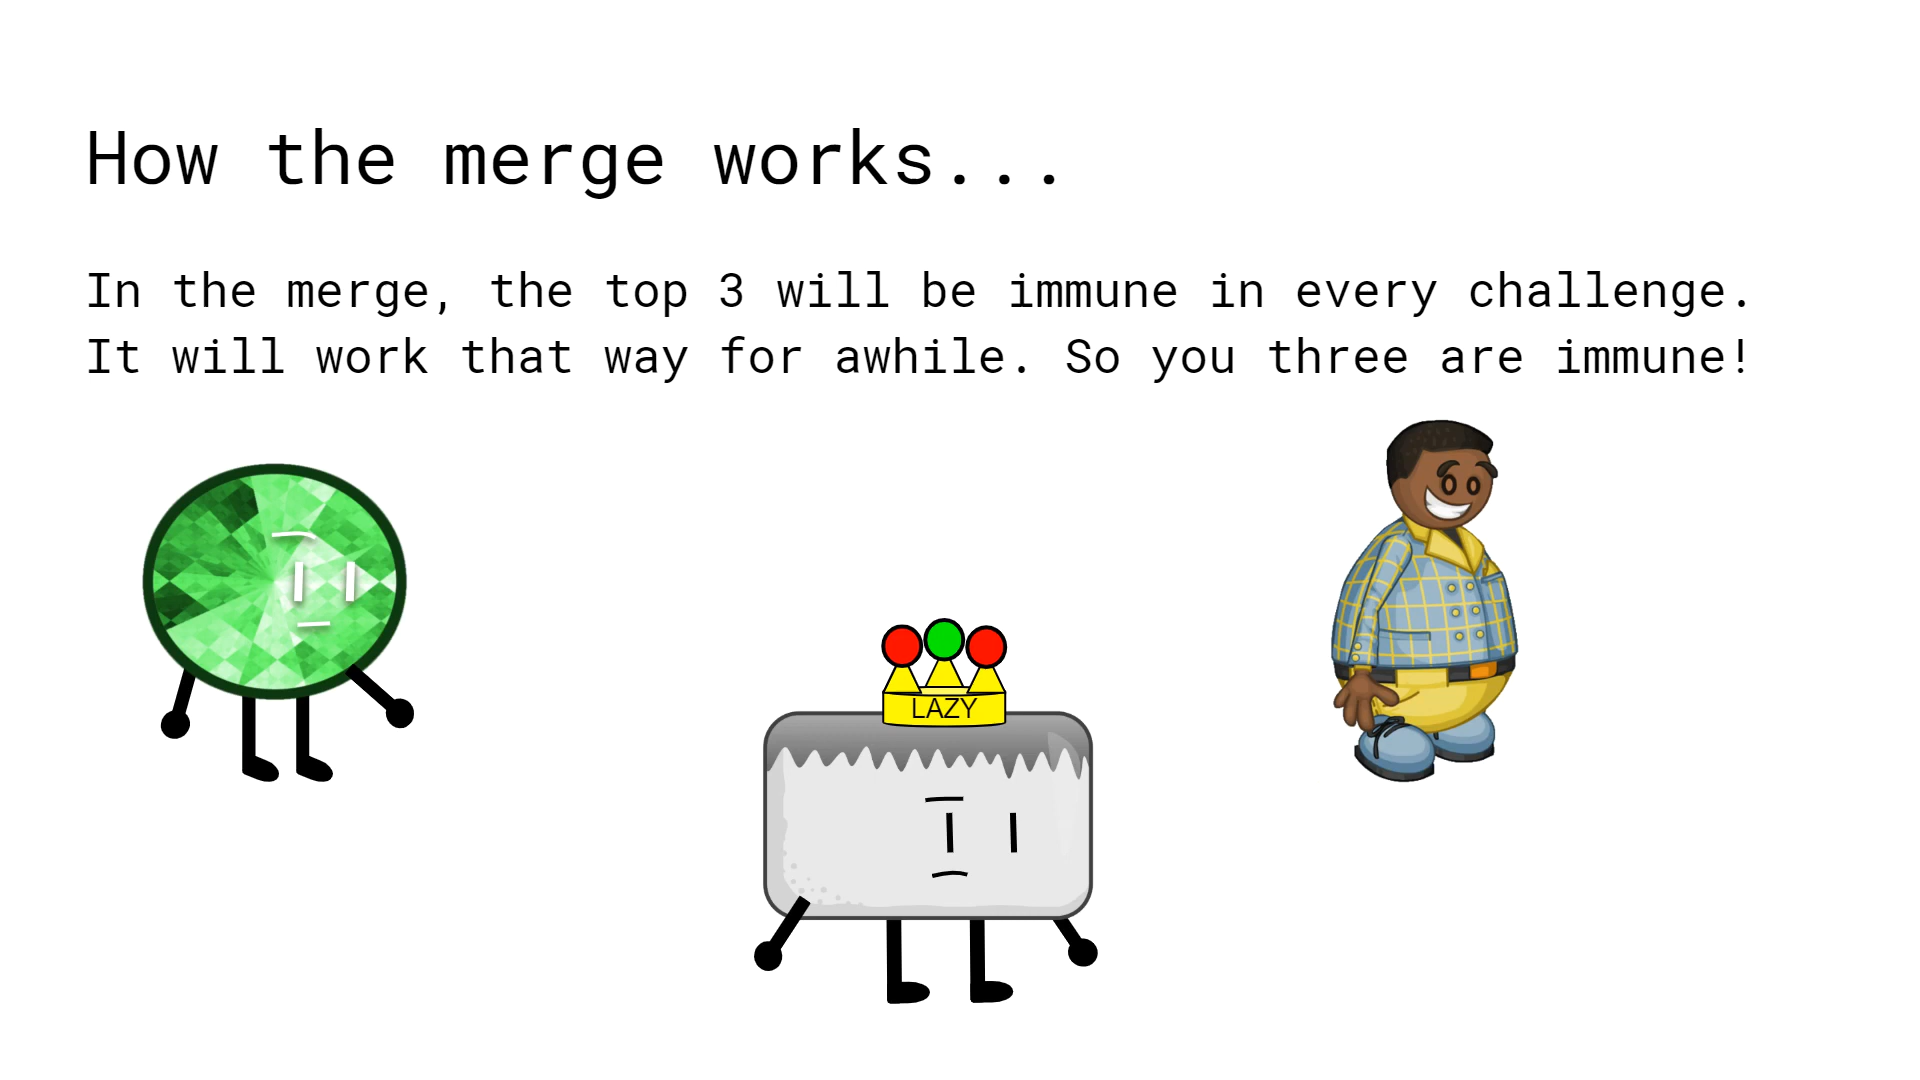 How the merge works...
In the merge, the top 3 will be immune in every challenge.
It will work that way for awhile. So you three are immune!
LAZY